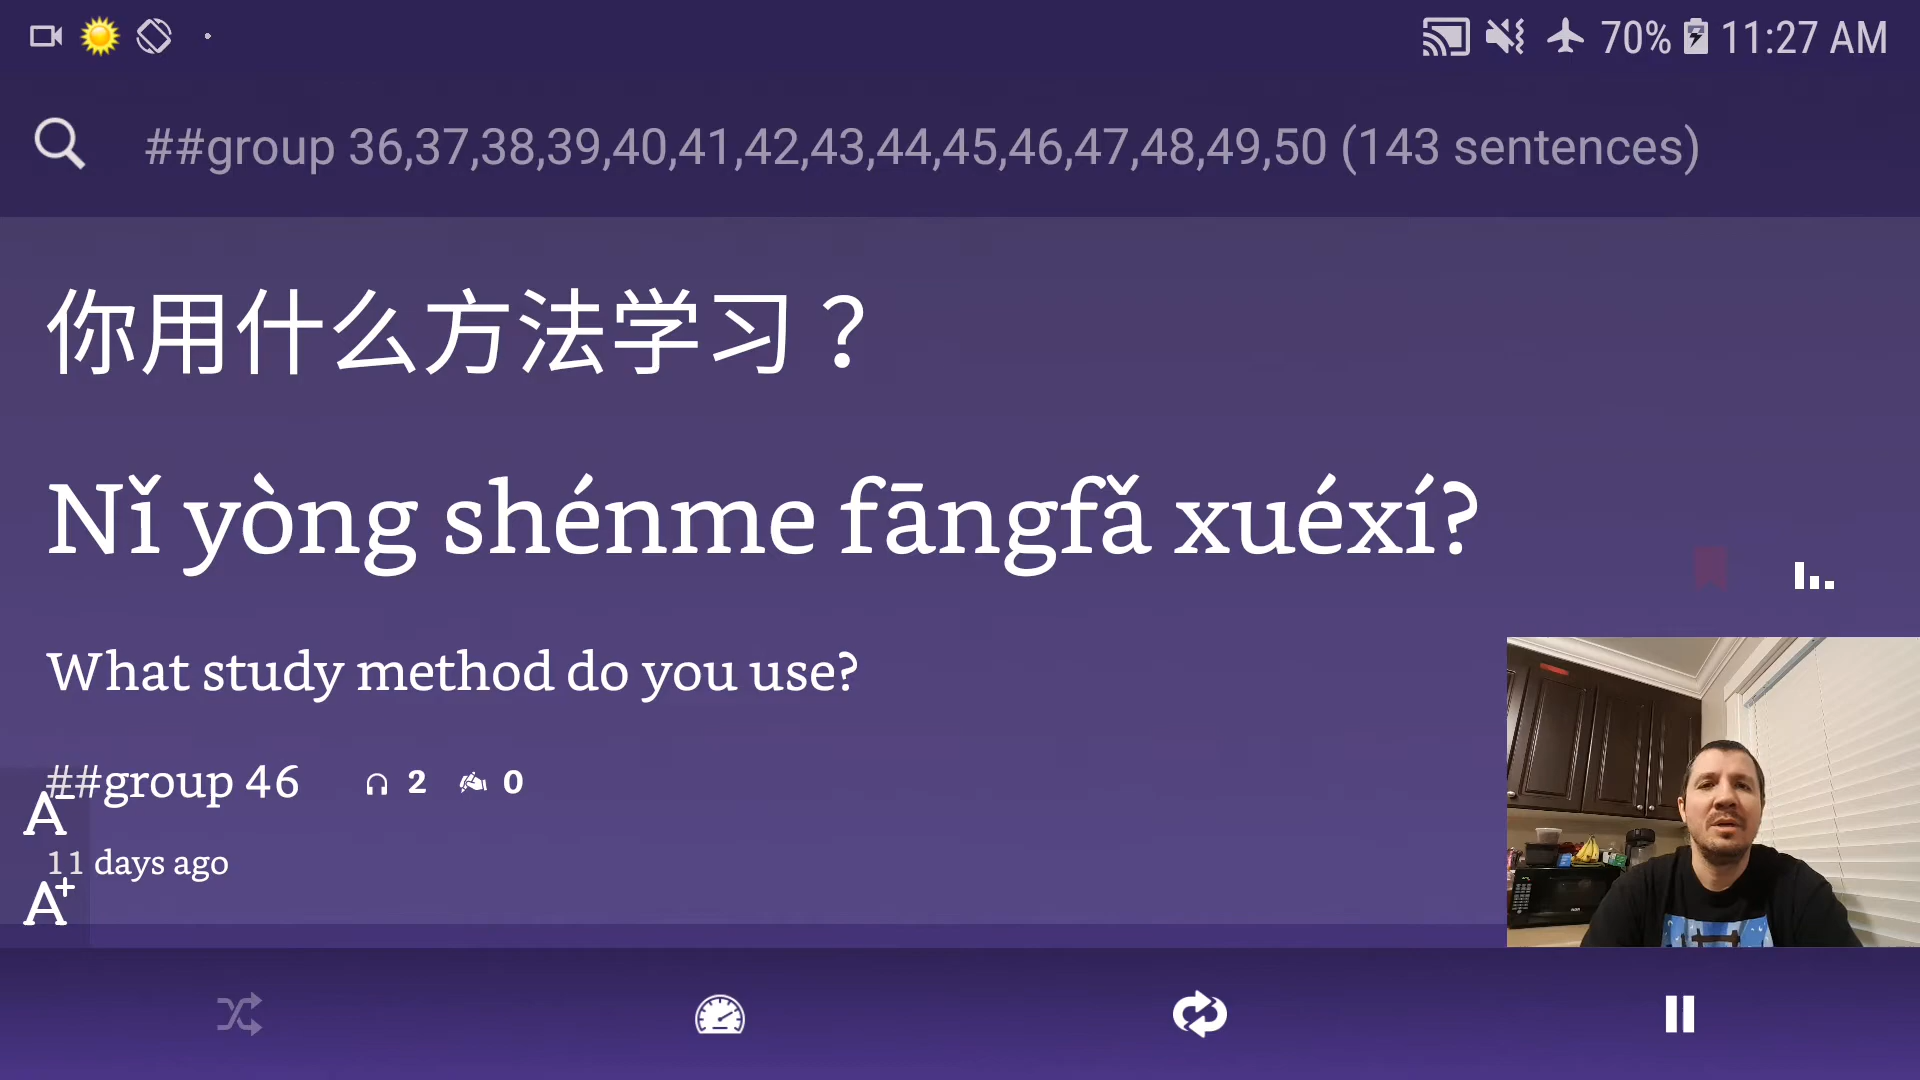 70% 11:27 AM
##group 36,37,38,39,40,41,42,43,44,45,46,47,48,49,50 (143 sentences)
你用什么方法学习？
Nǐ yòng shénme fāngfǎ xuéxí?
What study method do you use?
##group 46 2 0
A-
11 days ago
A+